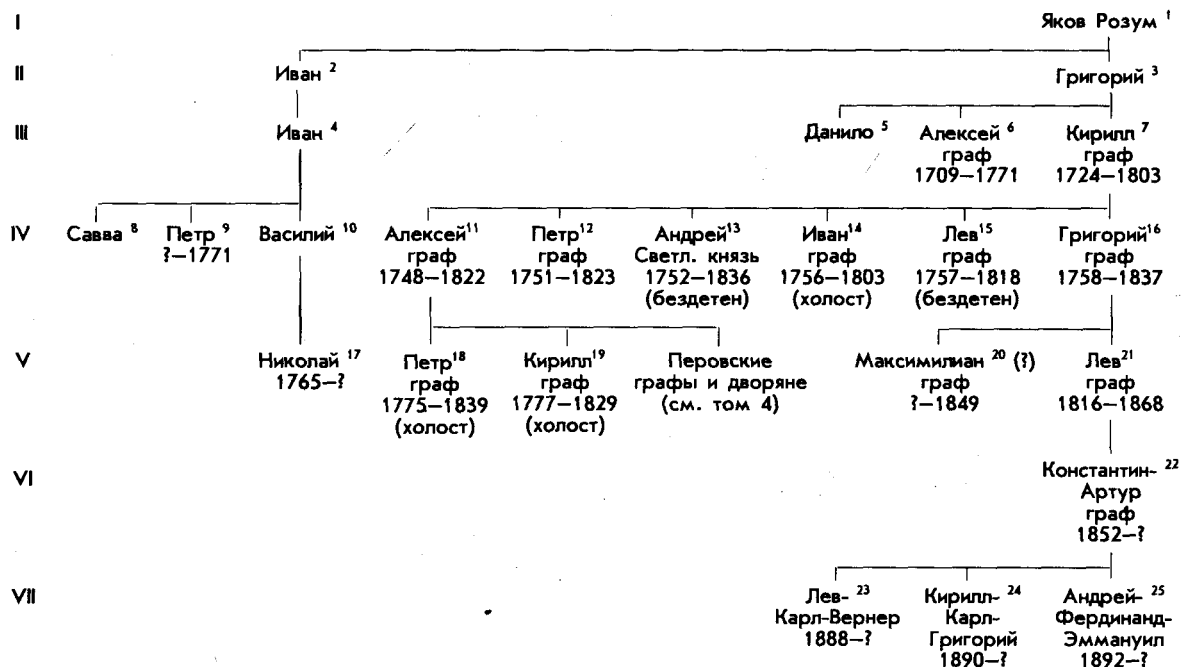 I
Яков Розум 1
II
Иван 2
Григорий 3
III
Иван 4
Данило 5
Алексей 6
граф
1709—1771
Кирилл 7
граф
1724—1803
IV
Савва 8
Петр 9
?—1771
Василий 10
Алексей 11
граф
1748—1822
Петр 12
граф
1751—1823
Андрей 13
Светл. князь
1752—1836
(бездетен)
Иван 14
граф
1756—1803
(холост)
Лев 15
граф
1757—1818
(бездетен)
Григорий 16
граф
1758—1837
V
Николай 17
1765—?
Петр 18
граф
1775—1839
(холост)
Кирилл 19
граф
1777—1829
(холост)
Перовские
графы и дворяне
(см. том 4)
Максимилиан 20 (?)
граф
?—1849
Лев 21
граф
1816—1868
VI
Константин- 22
Артур
граф
1852—?
VII
Лев- 23
Карл-Вернер
1888—?
Кирилл- 24
Карл-
Григорий
1890—?
Андрей- 25
Фердинанд-
Эммануил
1892—?